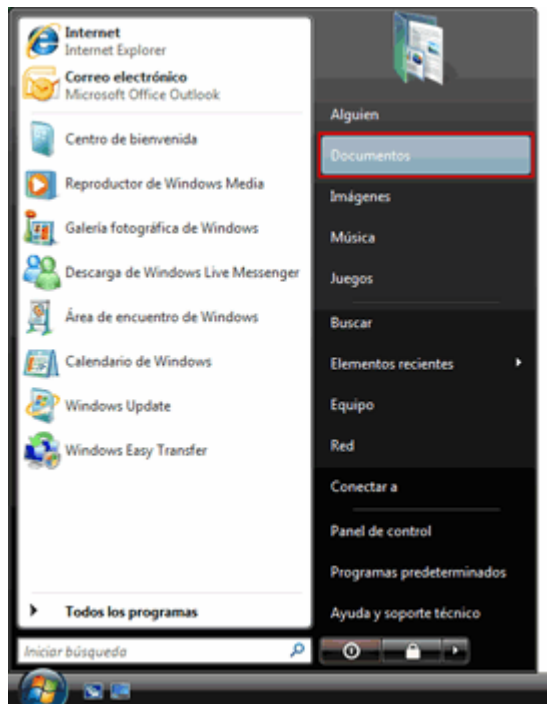 Internet
Internet Explorer
Correo electrónico
Microsoft Office Outlook
Centro de bienvenida
Reproductor de Windows Media
Galería fotográfica de Windows
Descarga de Windows Live Messenger
Área de encuentro de Windows
Calendario de Windows
Windows Update
Windows Easy Transfer
Todos los programas
Iniciar búsqueda
Alguien
Documentos
Imágenes
Música
Juegos
Buscar
Elementos recientes
Equipo
Red
Conectar a
Panel de control
Programas predeterminados
Ayuda y soporte técnico